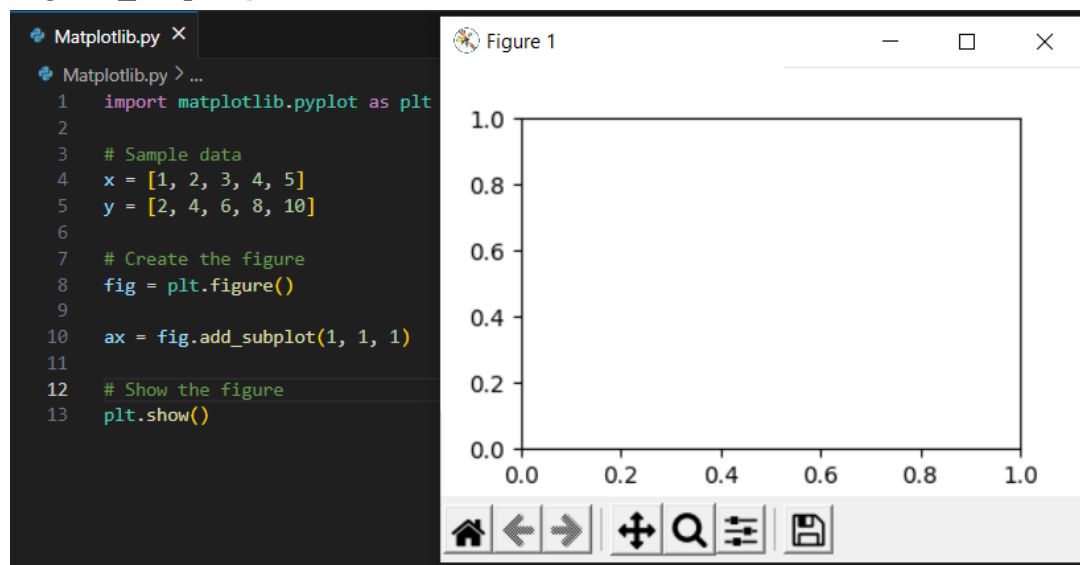 Matplotlib.py
Matplotlib.py > ...
1 import matplotlib.pyplot as plt
2
3 # Sample data
4 x = [1, 2, 3, 4, 5]
5 y = [2, 4, 6, 8, 10]
6
7 # Create the figure
8 fig = plt.figure()
9
10 ax = fig.add_subplot(1, 1, 1)
11
12 # Show the figure
13 plt.show()
Figure 1
1.0
0.8
0.6
0.4
0.2
0.0
0.0 0.2 0.4 0.6 0.8 1.0